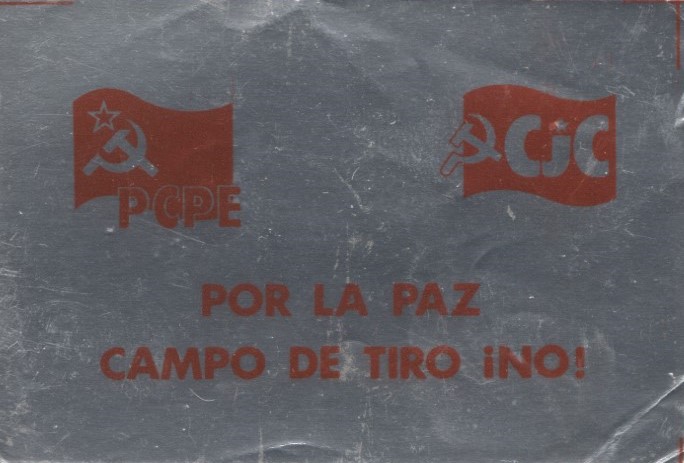 PCPE
CJC
POR LA PAZ
CAMPO DE TIRO ¡NO!